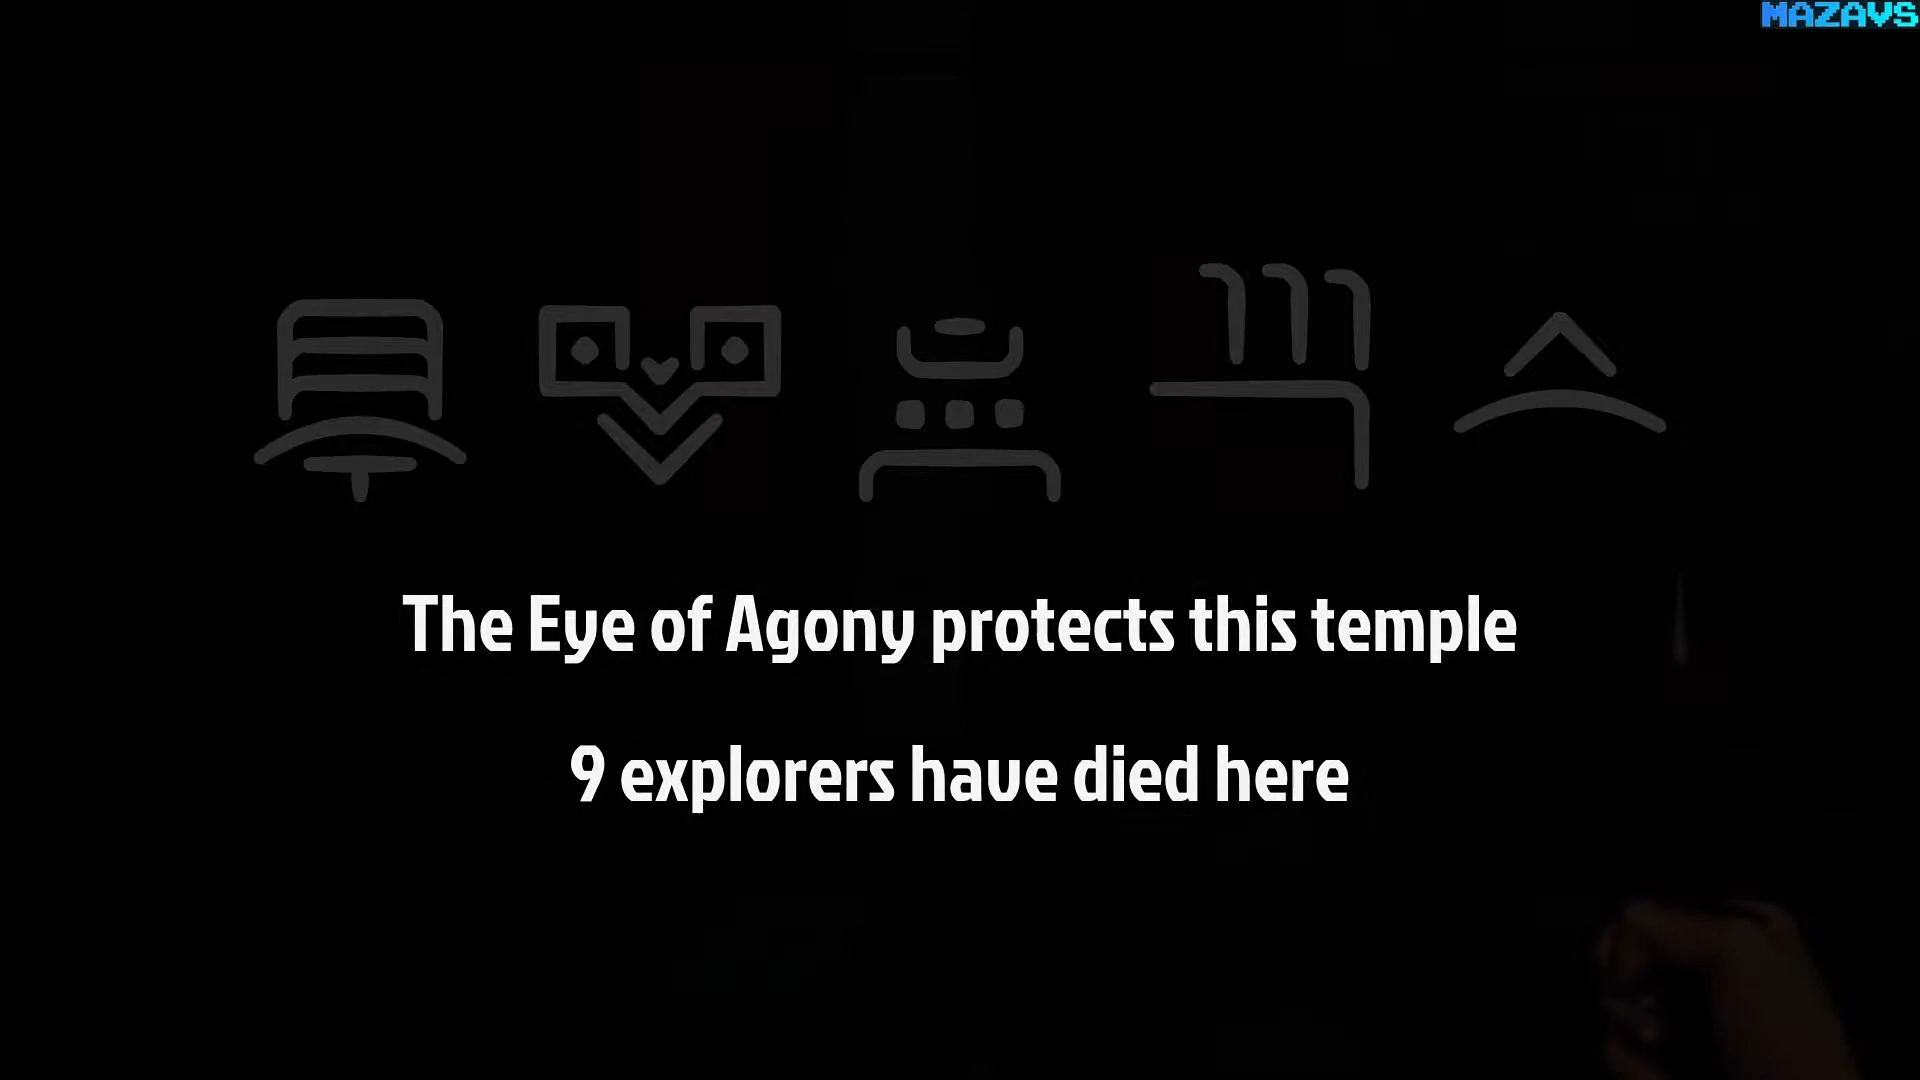 MAZAVS
The Eye of Agony protects this temple
9 explorers have died here